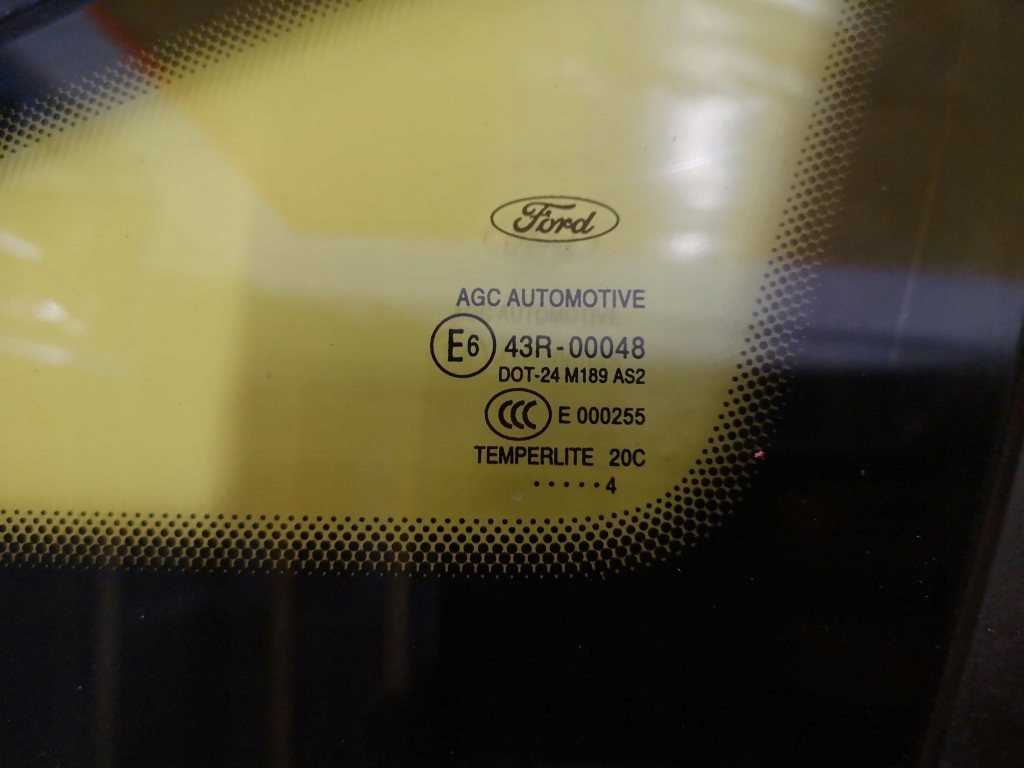 Ford
AGC AUTOMOTIVE
E6 43R-00048
DOT-24 M189 AS2
CCC E 000255
TEMPERLITE 20C
·····4